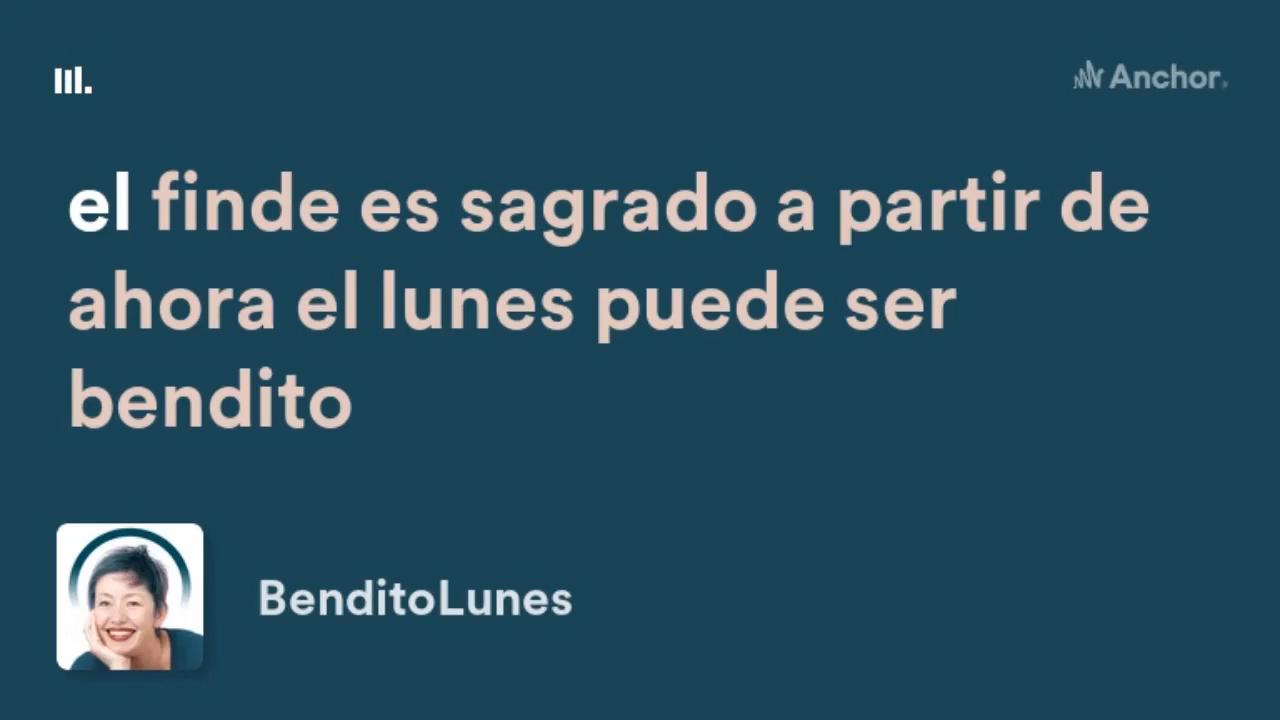 Anchor
el finde es sagrado a partir de
ahora el lunes puede ser
bendito
BenditoLunes